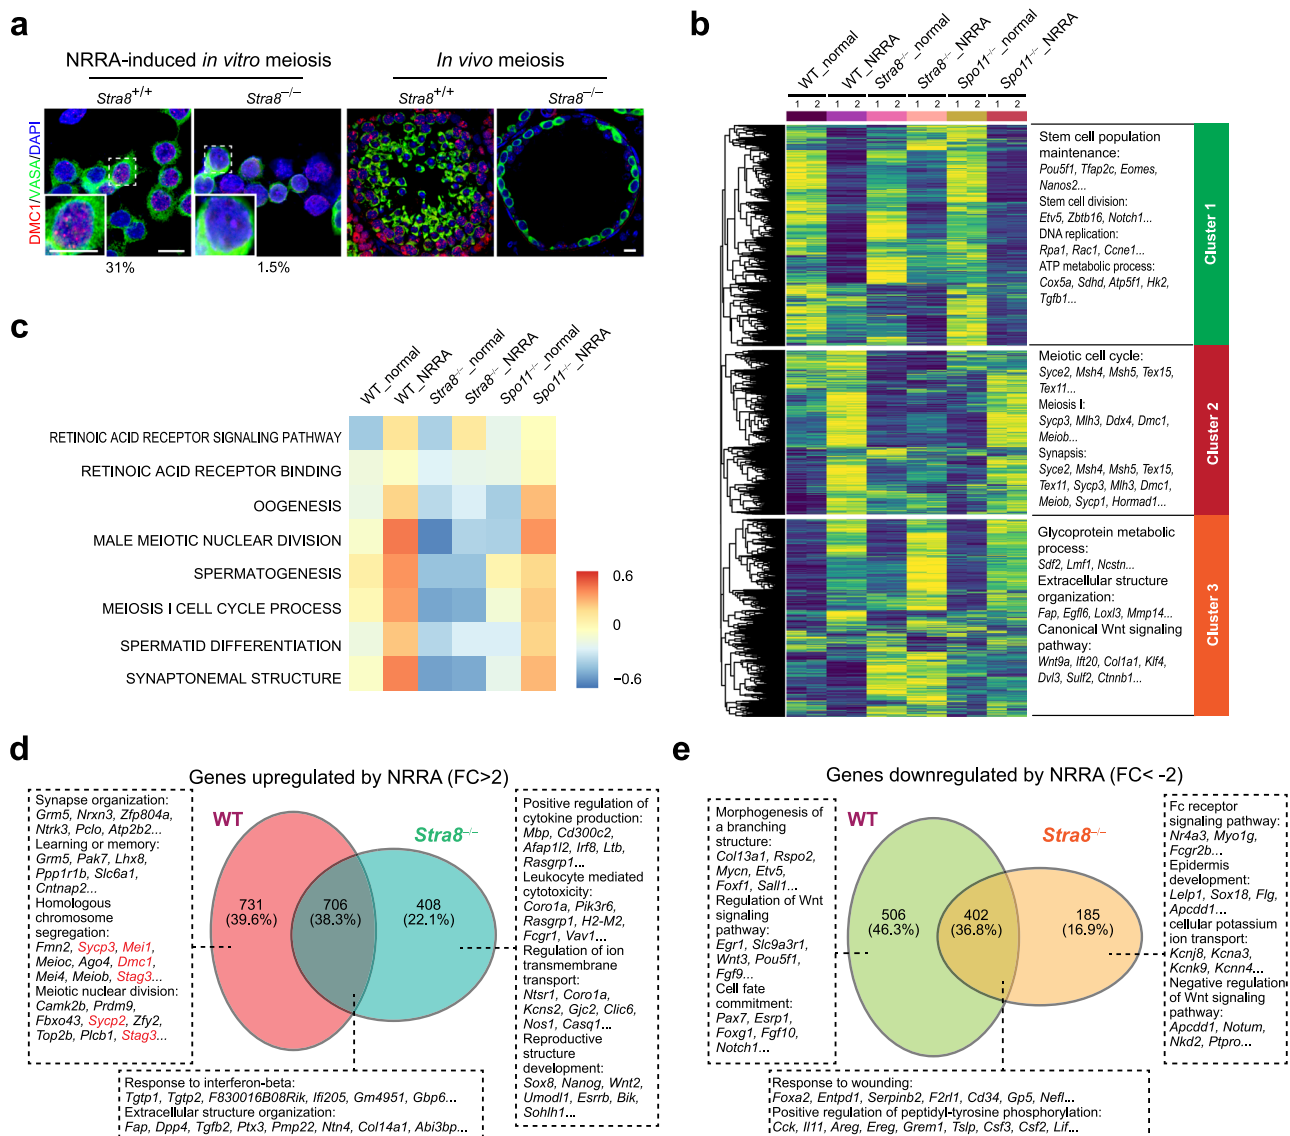 a
NRRA-induced in vitro meiosis
In vivo meiosis
Stra8+/+
Stra8−/−
Stra8+/+
Stra8−/−
DMC1/VASA/DAPI
31%
1.5%
b
WT_normal
WT_NRRA
Stra8−/−_normal
Stra8−/−_NRRA
Spo11−/−_normal
Spo11−/−_NRRA
1 2 1 2 1 2 1 2 1 2 1 2
Stem cell population
maintenance:
Pou5f1, Tfap2c, Eomes,
Nanos2...
Stem cell division:
Etv5, Zbtb16, Notch1...
DNA replication:
Rpa1, Rac1, Ccne1...
ATP metabolic process:
Cox5a, Sdhd, Atp5f1, Hk2,
Tgfb1...
Cluster 1
Meiotic cell cycle:
Syce2, Msh4, Msh5, Tex15,
Tex11...
Meiosis I:
Sycp3, Mlh3, Ddx4, Dmc1,
Meiob...
Synapsis:
Syce2, Msh4, Msh5, Tex15,
Tex11, Sycp3, Mlh3, Dmc1,
Meiob, Sycp1, Hormad1...
Cluster 2
Glycoprotein metabolic
process:
Sdf2, Lmf1, Ncstn...
Extracellular structure
organization:
Fap, Egfl6, Loxl3, Mmp14...
Canonical Wnt signaling
pathway:
Wnt9a, Ift20, Col1a1, Klf4,
Dvl3, Sulf2, Ctnnb1...
Cluster 3
c
WT_normal
WT_NRRA
Stra8−/−_normal
Stra8−/−_NRRA
Spo11−/−_normal
Spo11−/−_NRRA
RETINOIC ACID RECEPTOR SIGNALING PATHWAY
RETINOIC ACID RECEPTOR BINDING
OOGENESIS
MALE MEIOTIC NUCLEAR DIVISION
SPERMATOGENESIS
MEIOSIS I CELL CYCLE PROCESS
SPERMATID DIFFERENTIATION
SYNAPTONEMAL STRUCTURE
0.6
0
−0.6
d
Genes upregulated by NRRA (FC>2)
Synapse organization:
Grm5, Nrxn3, Zfp804a,
Ntrk3, Pclo, Atp2b2...
Learning or memory:
Grm5, Pak7, Lhx8,
Ppp1r1b, Slc6a1,
Cntnap2...
Homologous
chromosome
segregation:
Fmn2, Sycp3, Mei1,
Meioc, Ago4, Dmc1,
Mei4, Meiob, Stag3...
Meiotic nuclear division:
Camk2b, Prdm9,
Fbxo43, Sycp2, Zfy2,
Top2b, Plcb1, Stag3...
WT
Stra8−/−
731
(39.6%)
706
(38.3%)
408
(22.1%)
Positive regulation of
cytokine production:
Mbp, Cd300c2,
Afap1l2, Irf8, Ltb,
Rasgrp1...
Leukocyte mediated
cytotoxicity:
Coro1a, Pik3r6,
Rasgrp1, H2-M2,
Fcgr1, Vav1...
Regulation of ion
transmembrane
transport:
Ntsr1, Coro1a,
Kcns2, Gjc2, Clic6,
Nos1, Casq1...
Reproductive
structure
development:
Sox8, Nanog, Wnt2,
Umodl1, Esrrb, Bik,
Sohlh1...
Response to interferon-beta:
Tgtp1, Tgtp2, F830016B08Rik, Ifi205, Gm4951, Gbp6...
Extracellular structure organization:
Fap, Dpp4, Tgfb2, Ptx3, Pmp22, Ntn4, Col14a1, Abi3bp...
e
Genes downregulated by NRRA (FC< -2)
Morphogenesis of
a branching
structure:
Col13a1, Rspo2,
Mycn, Etv5,
Foxf1, Sall1...
Regulation of Wnt
signaling
pathway:
Egr1, Slc9a3r1,
Wnt3, Pou5f1,
Fgf9...
Cell fate
commitment:
Pax7, Esrp1,
Foxg1, Fgf10,
Notch1...
WT
Stra8−/−
506
(46.3%)
402
(36.8%)
185
(16.9%)
Fc receptor
signaling pathway:
Nr4a3, Myo1g,
Fcgr2b...
Epidermis
development:
Lelp1, Sox18, Flg,
Apcdd1...
cellular potassium
ion transport:
Kcnj8, Kcna3,
Kcnk9, Kcnn4...
Negative regulation
of Wnt signaling
pathway:
Apcdd1, Notum,
Nkd2, Ptpro...
Response to wounding:
Foxa2, Entpd1, Serpinb2, F2rl1, Cd34, Gp5, Nefl...
Positive regulation of peptidyl-tyrosine phosphorylation:
Cck, Il11, Areg, Ereg, Grem1, Tslp, Csf3, Csf2, Lif...